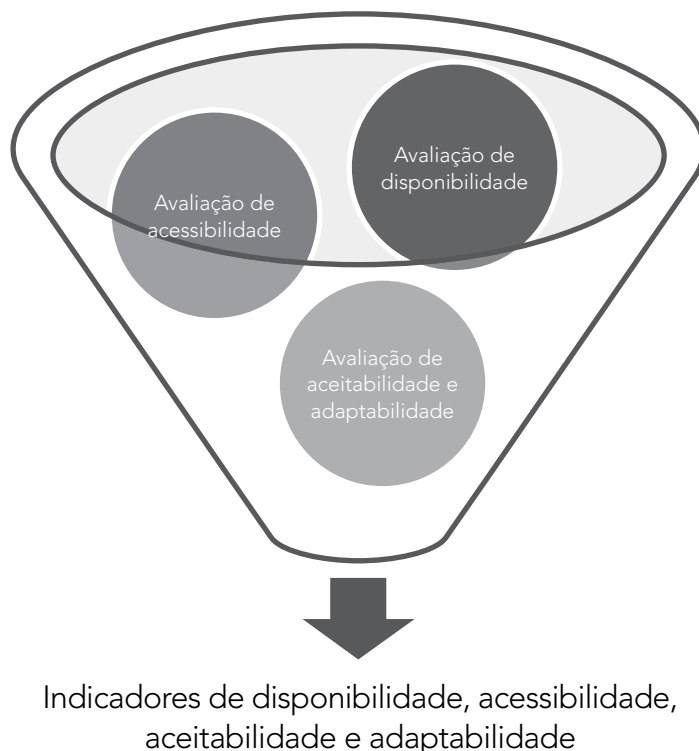 Avaliação de
disponibilidade
Avaliação de
acessibilidade
Avaliação de
aceitabilidade e
adaptabilidade
Indicadores de disponibilidade, acessibilidade,
aceitabilidade e adaptabilidade